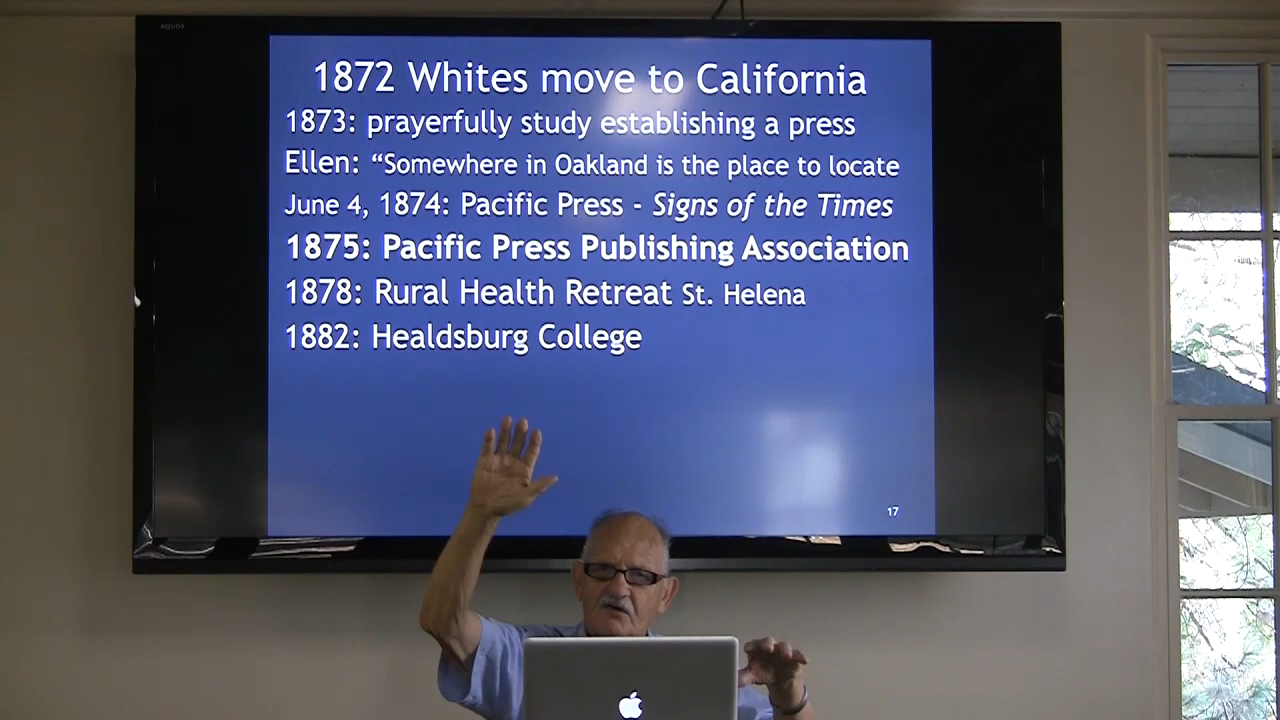 AQUOS
1872 Whites move to California
1873: prayerfully study establishing a press
Ellen: “Somewhere in Oakland is the place to locate
June 4, 1874: Pacific Press - Signs of the Times
1875: Pacific Press Publishing Association
1878: Rural Health Retreat St. Helena
1882: Healdsburg College
17